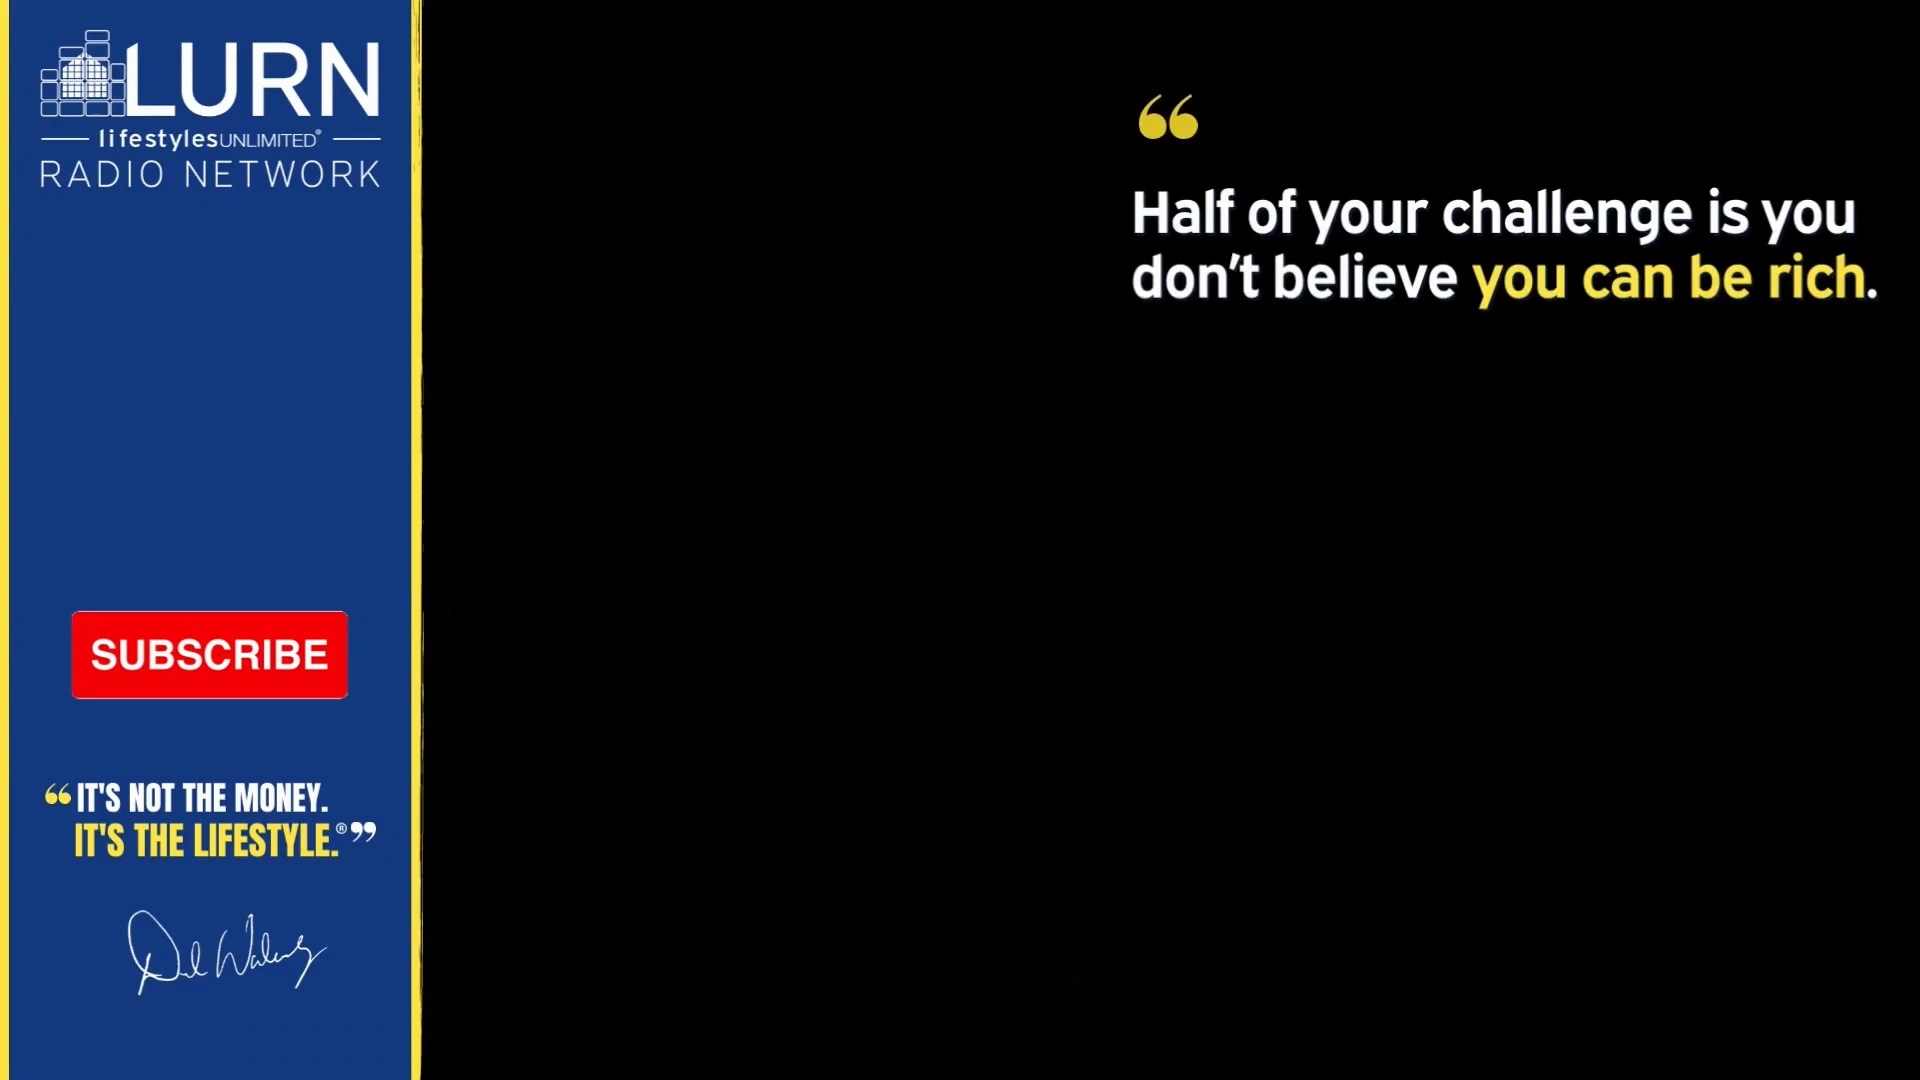 LURN
lifestylesUNLIMITED®
RADIO NETWORK
SUBSCRIBE
“IT'S NOT THE MONEY.
IT'S THE LIFESTYLE.®”
“
Half of your challenge is you
don’t believe you can be rich.